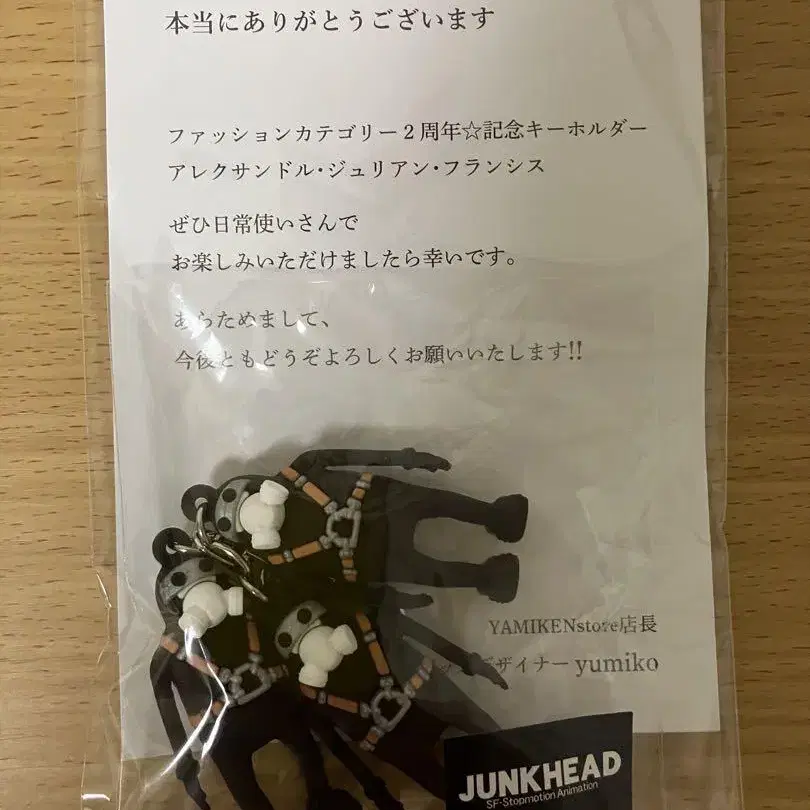 本当にありがとうございます
ファッションカテゴリー２周年☆記念キーホルダー
アレクサンドル・ジュリアン・フランシス
ぜひ日常使いさんで
お楽しみいただけましたら幸いです。
あらためまして、
今後ともどうぞよろしくお願いいたします!!
YAMIKENstore店長
デザイナー yumiko
JUNKHEAD
SF-Stopmotion Animation